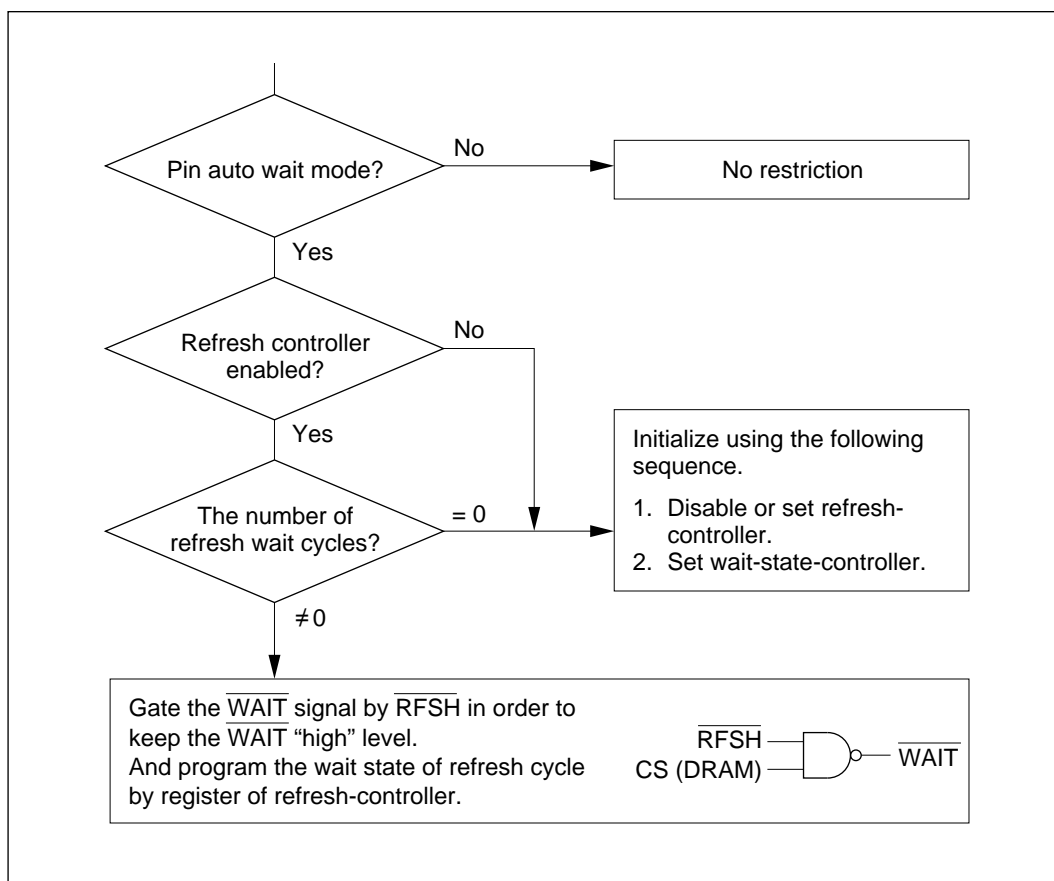 Pin auto wait mode?
No
No restriction
Yes
Refresh controller
enabled?
No
Yes
The number of
refresh wait cycles?
= 0
Initialize using the following
sequence.
1. Disable or set refresh-
controller.
2. Set wait-state-controller.
≠ 0
Gate the WAIT signal by RFSH in order to
keep the WAIT “high” level.
And program the wait state of refresh cycle
by register of refresh-controller.
RFSH
CS (DRAM)
WAIT